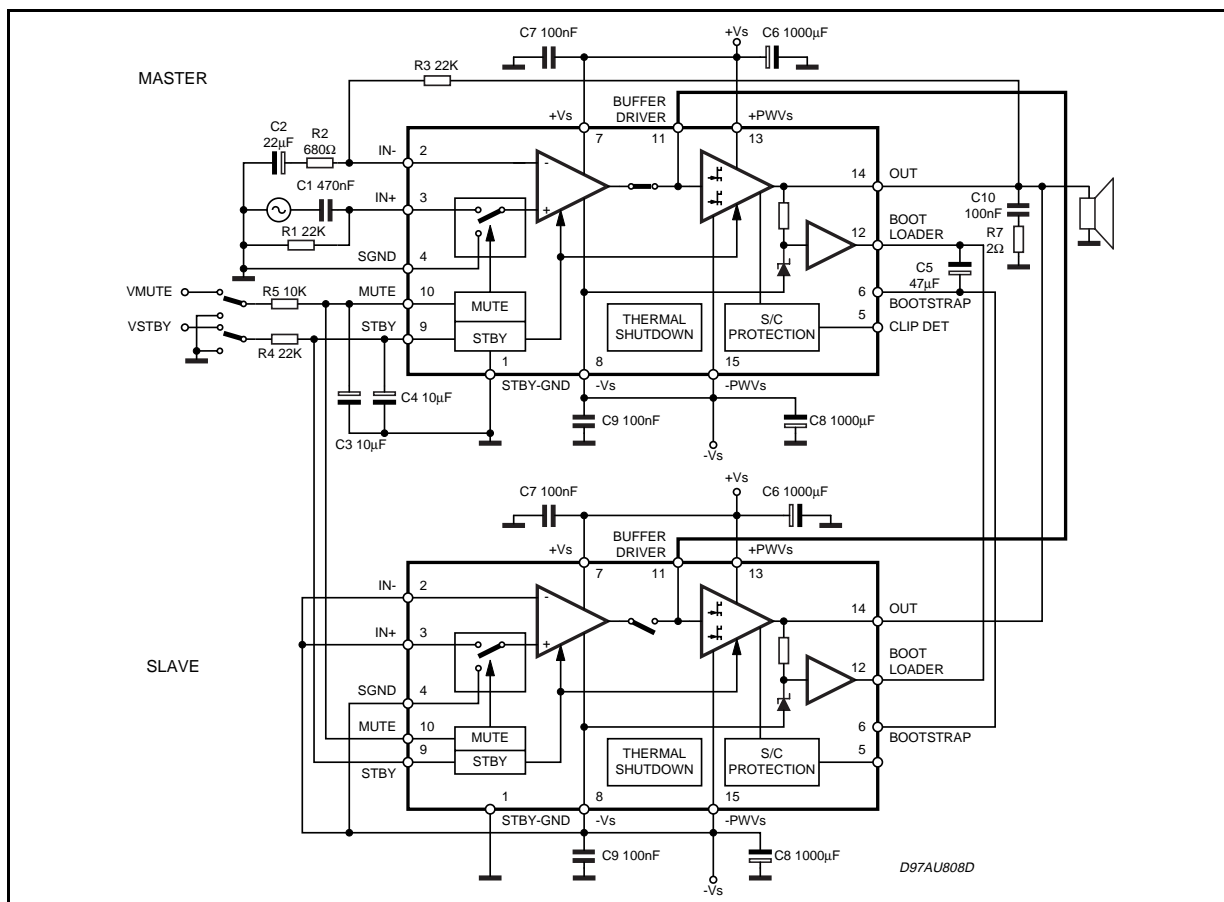 C7 100nF
+Vs
C6 1000µF
MASTER
R3 22K
BUFFER
DRIVER
+Vs
+PWVs
7
11
13
C2
22µF
R2
680Ω
IN-
2
-
C1 470nF
IN+
3
+
14
OUT
C10
100nF
BOOT
LOADER
12
R7
2Ω
R1 22K
SGND
4
C5
47µF
VMUTE
R5 10K
MUTE
10
MUTE
6
BOOTSTRAP
VSTBY
STBY
9
STBY
THERMAL
SHUTDOWN
S/C
PROTECTION
5
CLIP DET
R4 22K
1
8
15
STBY-GND
-Vs
-PWVs
C4 10µF
C3 10µF
C9 100nF
C8 1000µF
-Vs
C7 100nF
+Vs
C6 1000µF
BUFFER
DRIVER
+Vs
+PWVs
7
11
13
IN-
2
-
14
OUT
IN+
3
+
SLAVE
BOOT
LOADER
12
SGND
4
MUTE
10
MUTE
6
BOOTSTRAP
9
STBY
STBY
THERMAL
SHUTDOWN
S/C
PROTECTION
5
1
8
15
STBY-GND
-Vs
-PWVs
C9 100nF
C8 1000µF
-Vs
D97AU808D